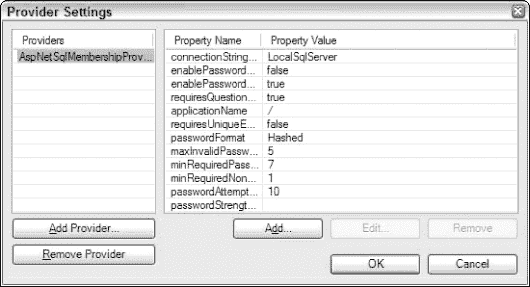 Provider Settings
Providers
AspNetSqlMembershipProv...
Property Name Property Value
connectionString... LocalSqlServer
enablePassword... false
enablePassword... true
requiresQuestion... true
applicationName /
requiresUniqueE... false
passwordFormat Hashed
maxInvalidPassw... 5
minRequiredPass... 7
minRequiredNon... 1
passwordAttempt... 10
passwordStrengt...
Add Provider...
Remove Provider
Add...
Edit...
Remove
OK
Cancel